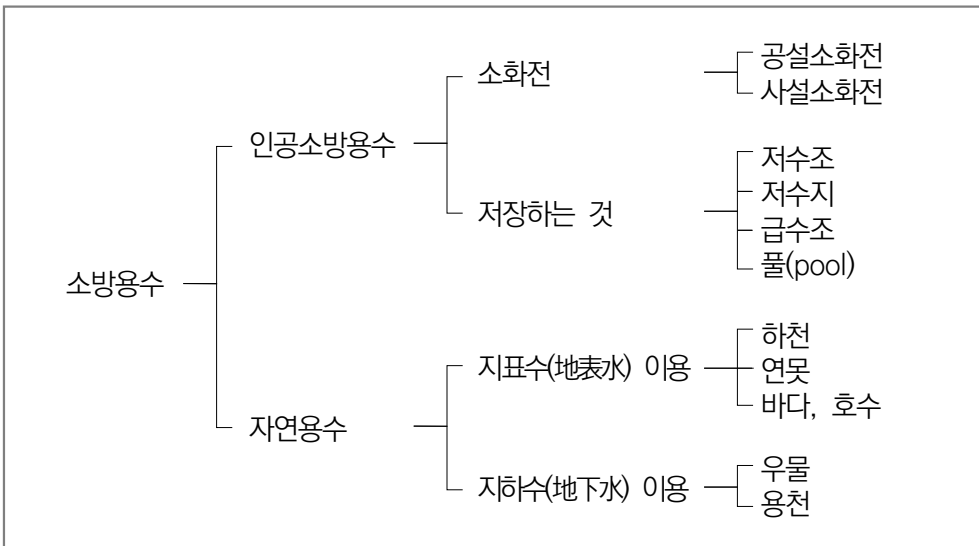 소방용수
인공소방용수
소화전
공설소화전
사설소화전
저장하는 것
저수조
저수지
급수조
풀(pool)
자연용수
지표수(地表水) 이용
하천
연못
바다, 호수
지하수(地下水) 이용
우물
용천